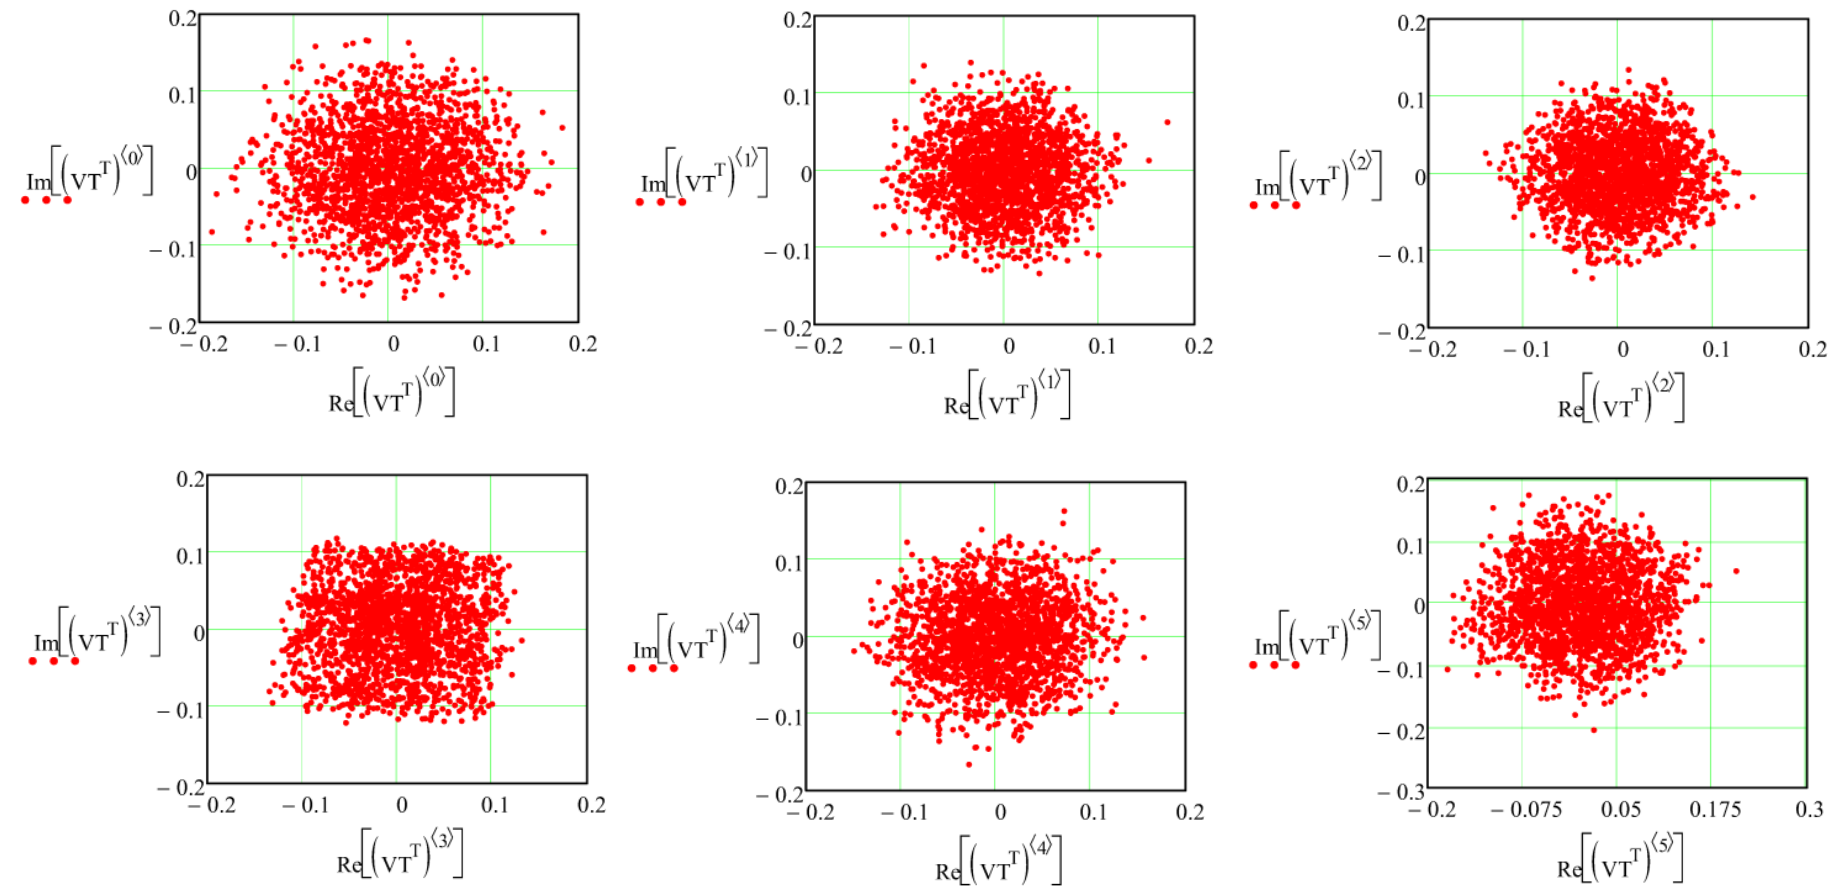 0.2
0.1
0
− 0.1
− 0.2
Im[(VT^T)^⟨0⟩]
− 0.2 − 0.1 0 0.1 0.2
Re[(VT^T)^⟨0⟩]
0.2
0.1
0
− 0.1
− 0.2
Im[(VT^T)^⟨1⟩]
− 0.2 − 0.1 0 0.1 0.2
Re[(VT^T)^⟨1⟩]
0.2
0.1
0
− 0.1
− 0.2
Im[(VT^T)^⟨2⟩]
− 0.2 − 0.1 0 0.1 0.2
Re[(VT^T)^⟨2⟩]
0.2
0.1
0
− 0.1
− 0.2
Im[(VT^T)^⟨3⟩]
− 0.2 − 0.1 0 0.1 0.2
Re[(VT^T)^⟨3⟩]
0.2
0.1
0
− 0.1
− 0.2
Im[(VT^T)^⟨4⟩]
− 0.2 − 0.1 0 0.1 0.2
Re[(VT^T)^⟨4⟩]
0.2
0.1
0
− 0.1
− 0.2
− 0.3
Im[(VT^T)^⟨5⟩]
− 0.2 − 0.075 0.05 0.175 0.3
Re[(VT^T)^⟨5⟩]